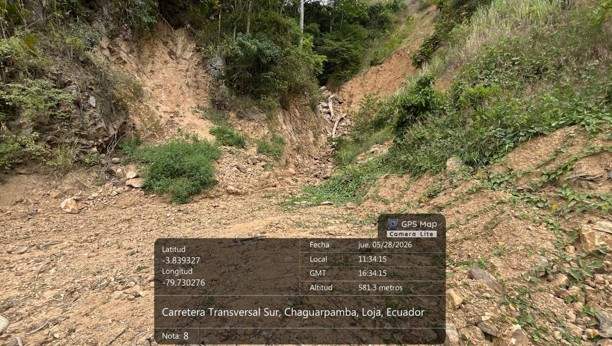 GPS Map
Camera Lite
Latitud
-3.839327
Longitud
-79.730276
Fecha jue. 05/28/2026
Local 11:34:15
GMT 16:34:15
Altitud 581.3 metros
Carretera Transversal Sur, Chaguarpamba, Loja, Ecuador
Nota: 8